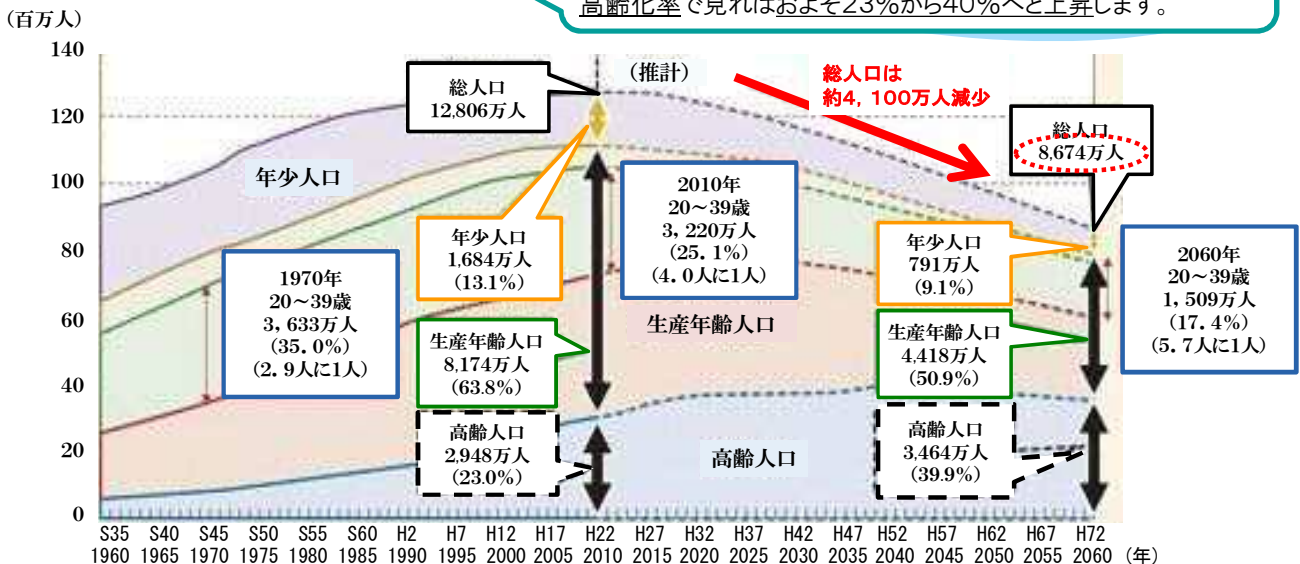 高齢化率で見ればおよそ23％から40％へと上昇します。
（百万人）
140
120
100
80
60
40
20
0
（推計）
総人口は
約4，100万人減少
総人口
12,806万人
総人口
8,674万人
年少人口
年少人口
1,684万人
(13.1%)
2010年
20～39歳
3，220万人
(25．1%)
(4．0人に1人)
年少人口
791万人
(9.1%)
2060年
20～39歳
1，509万人
(17．4%)
(5．7人に1人)
1970年
20～39歳
3，633万人
(35．0%)
(2．9人に1人)
生産年齢人口
生産年齢人口
8,174万人
(63.8%)
生産年齢人口
4,418万人
(50.9%)
高齢人口
2,948万人
(23.0%)
高齢人口
高齢人口
3,464万人
(39.9%)
S35 S40 S45 S50 S55 S60 H2 H7 H12 H17 H22 H27 H32 H37 H42 H47 H52 H57 H62 H67 H72
1960 1965 1970 1975 1980 1985 1990 1995 2000 2005 2010 2015 2020 2025 2030 2035 2040 2045 2050 2055 2060 （年）